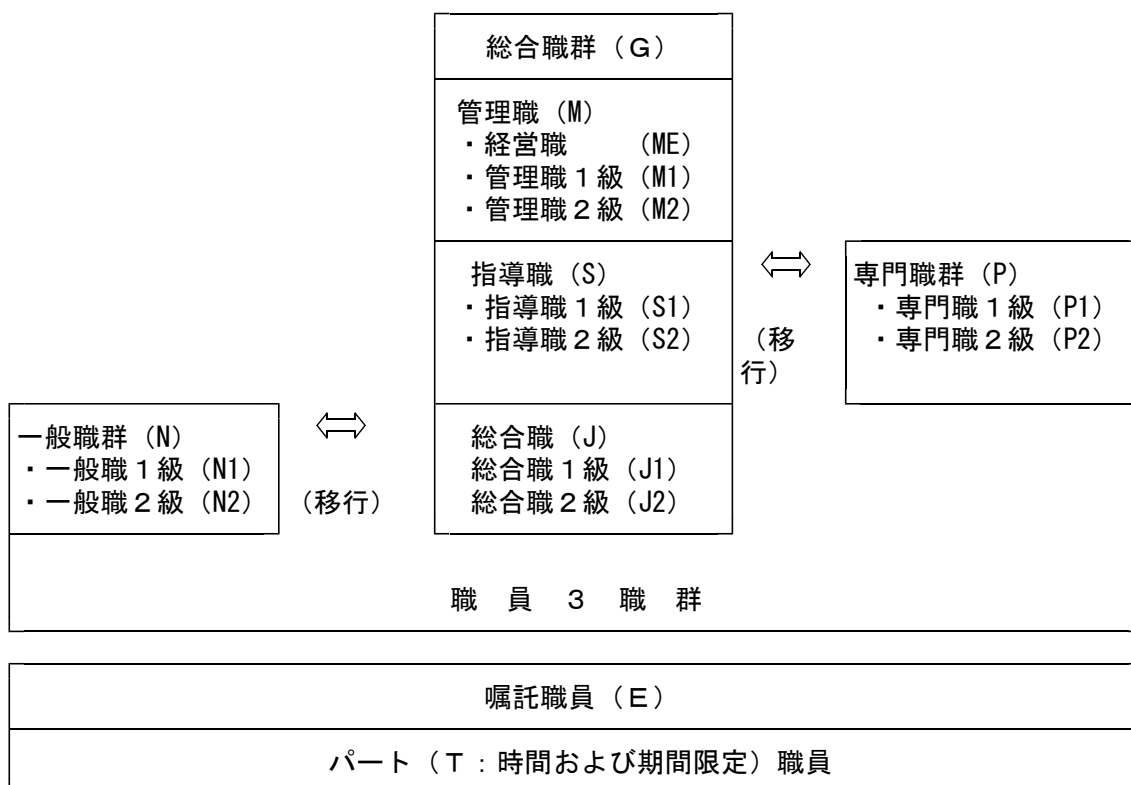 総合職群（Ｇ）
管理職（M）
・経営職　　（ME）
・管理職１級（M1）
・管理職２級（M2）
指導職（S）
・指導職１級（S1）
・指導職２級（S2）
（移
行）
専門職群（P）
・専門職１級（P1）
・専門職２級（P2）
一般職群（N）
・一般職１級（N1）
・一般職２級（N2）
（移行）
総合職（J）
総合職１級（J1）
総合職２級（J2）
職　員　３　職　群
嘱託職員（Ｅ）
パート（Ｔ：時間および期間限定）職員